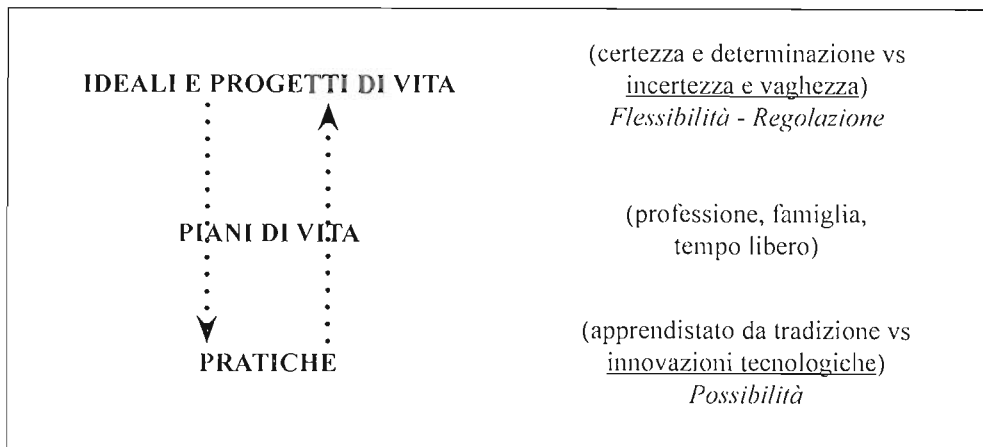 IDEALI E PROGETTI DI VITA
(certezza e determinazione vs
incertezza e vaghezza)
Flessibilità - Regolazione
PIANI DI VITA
(professione, famiglia,
tempo libero)
PRATICHE
(apprendistato da tradizione vs
innovazioni tecnologiche)
Possibilità